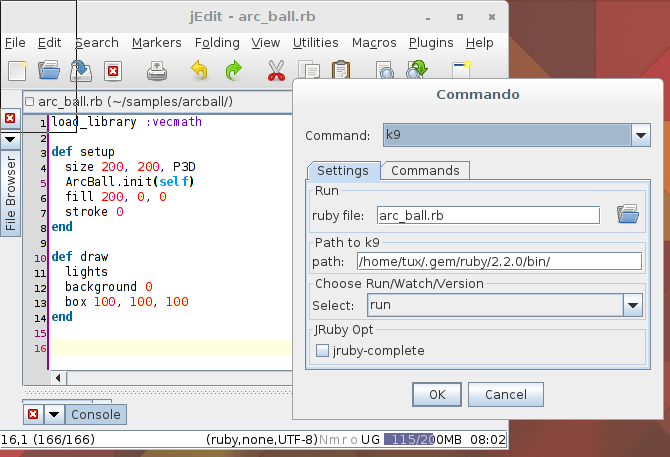 jEdit - arc_ball.rb
File Edit Search Markers Folding View Utilities Macros Plugins Help
arc_ball.rb (~/samples/arcball/)
File Browser
1 load_library :vecmath
2
3 def setup
4 size 200, 200, P3D
5 ArcBall.init(self)
6 fill 200, 0, 0
7 stroke 0
8 end
9
10 def draw
11 lights
12 background 0
13 box 100, 100, 100
14 end
15
16
Console
16,1 (166/166) (ruby,none,UTF-8) Nmro UG 115/200MB 08:02
Commando
Command: k9
Settings Commands
Run
ruby file: arc_ball.rb
Path to k9
path: /home/tux/.gem/ruby/2.2.0/bin/
Choose Run/Watch/Version
Select: run
JRuby Opt
jruby-complete
OK Cancel